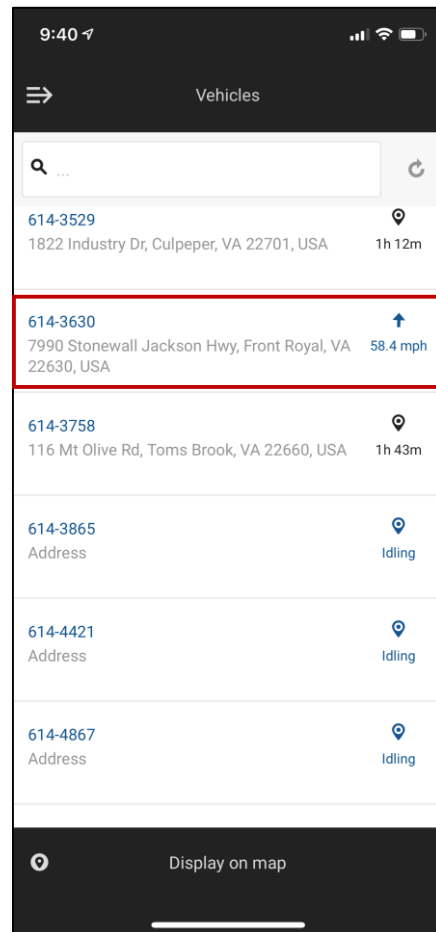 9:40
Vehicles
...
614-3529
1822 Industry Dr, Culpeper, VA 22701, USA
1h 12m
614-3630
7990 Stonewall Jackson Hwy, Front Royal, VA
22630, USA
58.4 mph
614-3758
116 Mt Olive Rd, Toms Brook, VA 22660, USA
1h 43m
614-3865
Address
Idling
614-4421
Address
Idling
614-4867
Address
Idling
Display on map